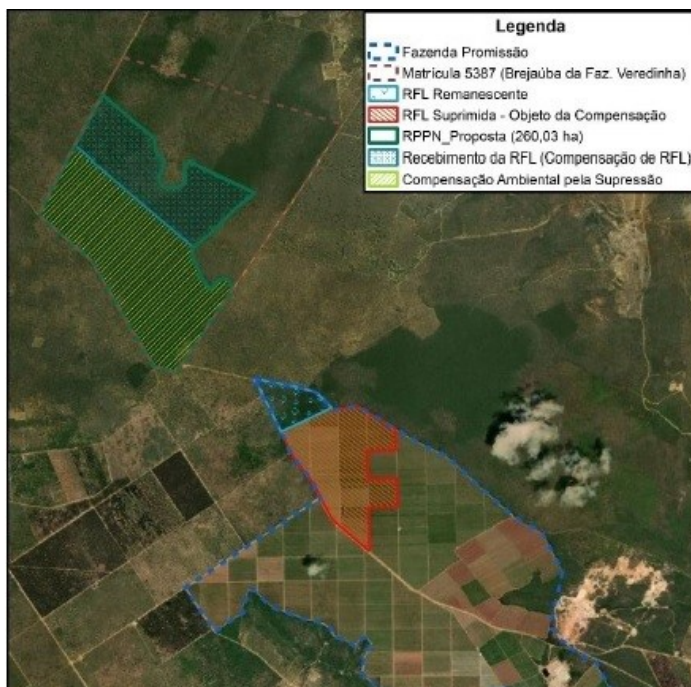 Legenda
Fazenda Promissão
Matrícula 5387 (Brejaúba da Faz. Veredinha)
RFL Remanescente
RFL Suprimida - Objeto da Compensação
RPPN_Proposta (260,03 ha)
Recebimento da RFL (Compensação de RFL)
Compensação Ambiental pela Supressão